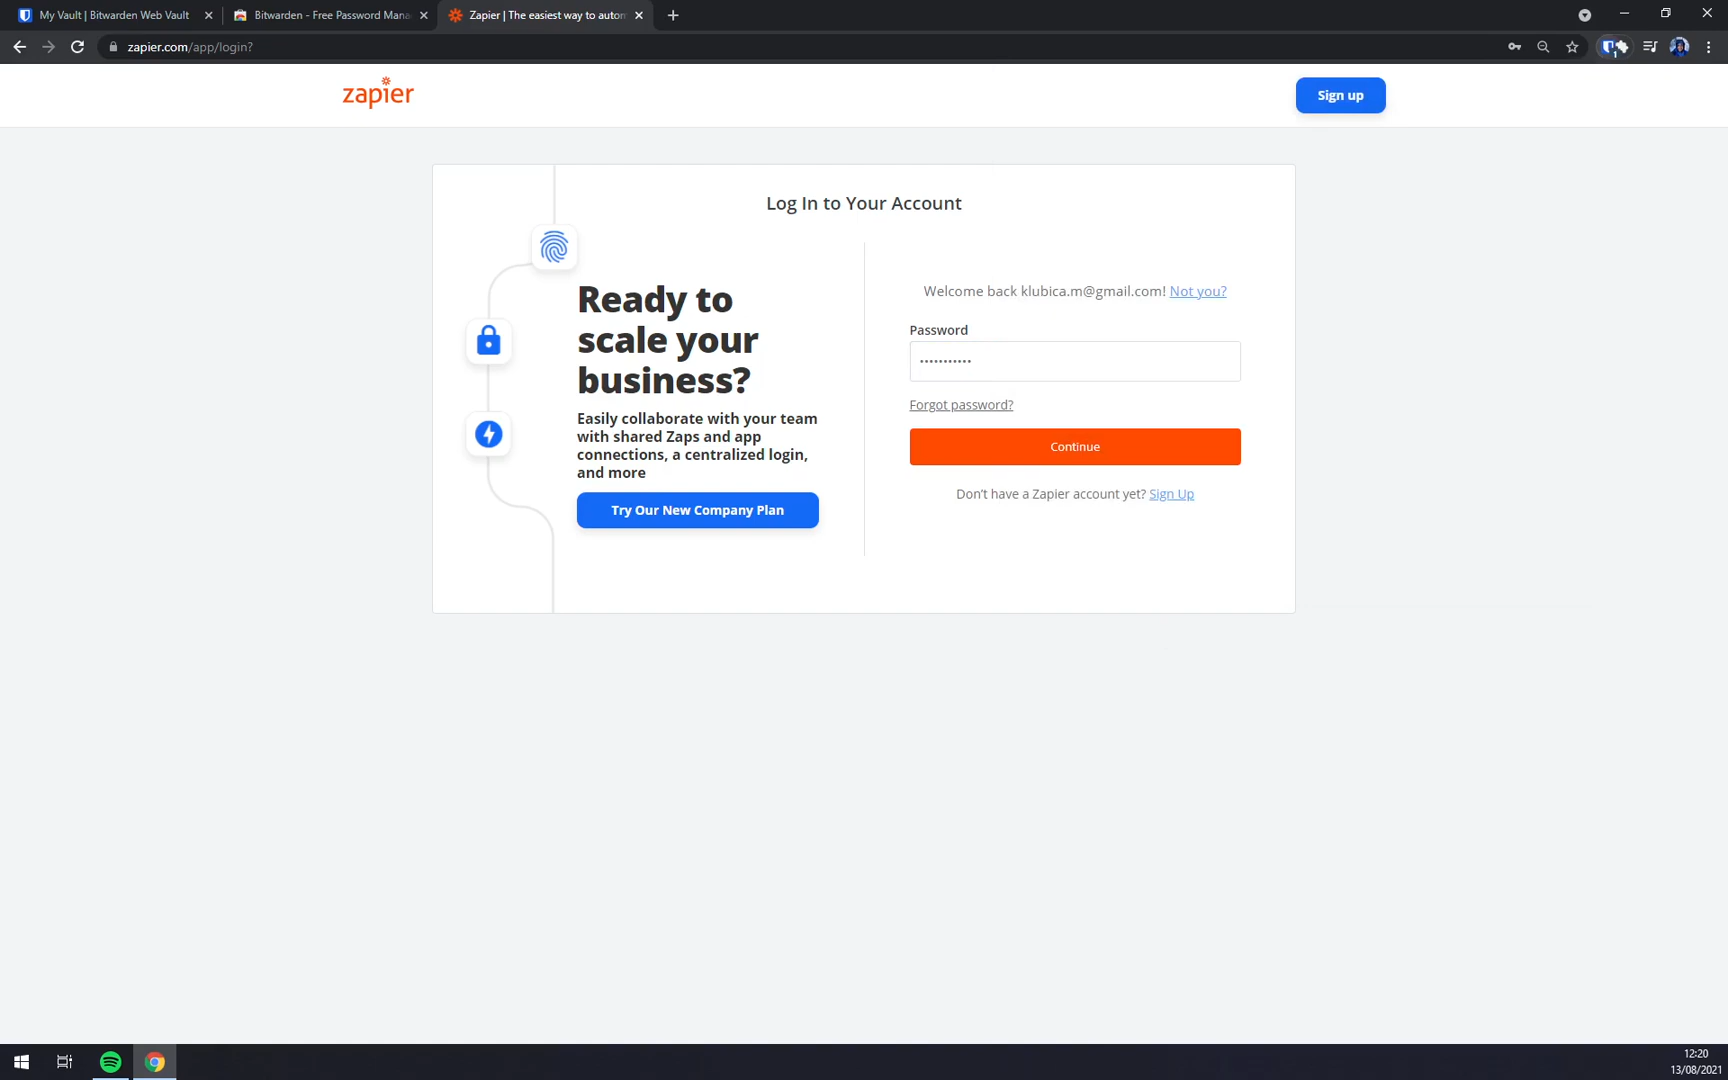 My Vault | Bitwarden Web Vault
Bitwarden - Free Password Mana
Zapier | The easiest way to autom
zapier.com/app/login?
1
zapier
Sign up
Log In to Your Account
Ready to
scale your
business?
Easily collaborate with your team
with shared Zaps and app
connections, a centralized login,
and more
Try Our New Company Plan
Welcome back klubica.m@gmail.com! Not you?
Password
Forgot password?
Continue
Don't have a Zapier account yet? Sign Up
12:20
13/08/2021